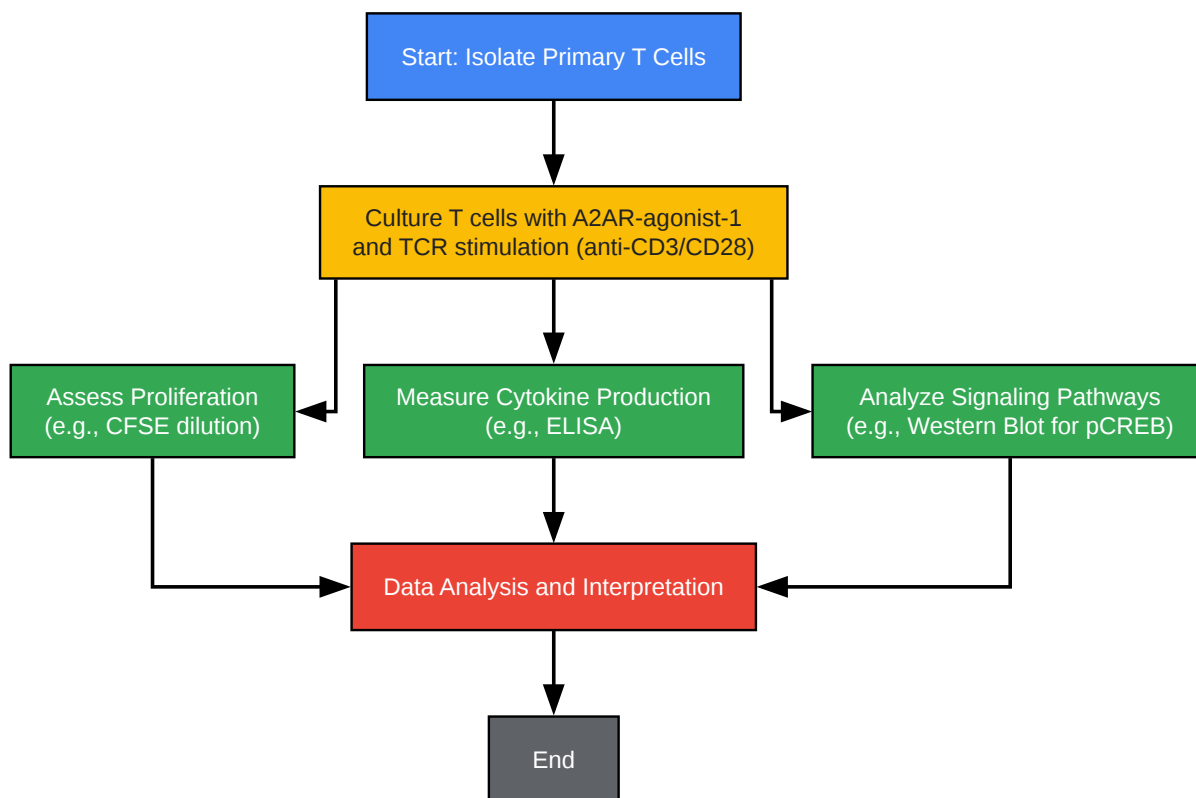 Start: Isolate Primary T Cells
Culture T cells with A2AR-agonist-1
and TCR stimulation (anti-CD3/CD28)
Assess Proliferation
(e.g., CFSE dilution)
Measure Cytokine Production
(e.g., ELISA)
Analyze Signaling Pathways
(e.g., Western Blot for pCREB)
Data Analysis and Interpretation
End